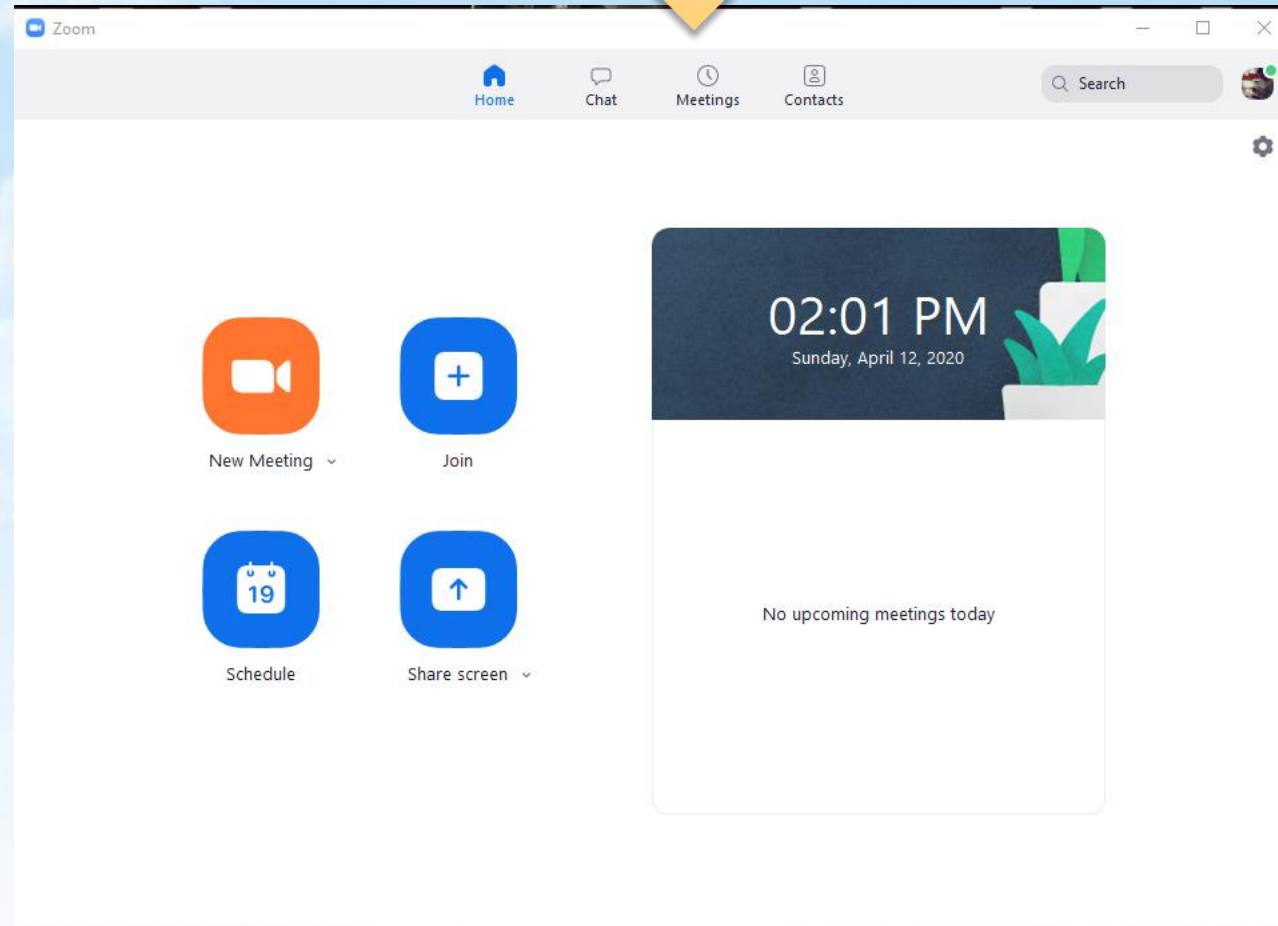 Zoom
Home Chat Meetings Contacts Search
02:01 PM
Sunday, April 12, 2020
New Meeting Join
19
Schedule Share screen
No upcoming meetings today